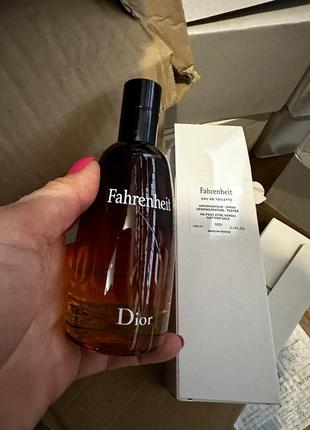 Fahrenheit
Dior
Fahrenheit
EAU DE TOILETTE
VAPORISATEUR - SPRAY
DEMONSTRATION - TESTER
NE PEUT ETRE VENDU
NOT FOR SALE
100 ml
3.4 FL.OZ
MADE IN FRANCE